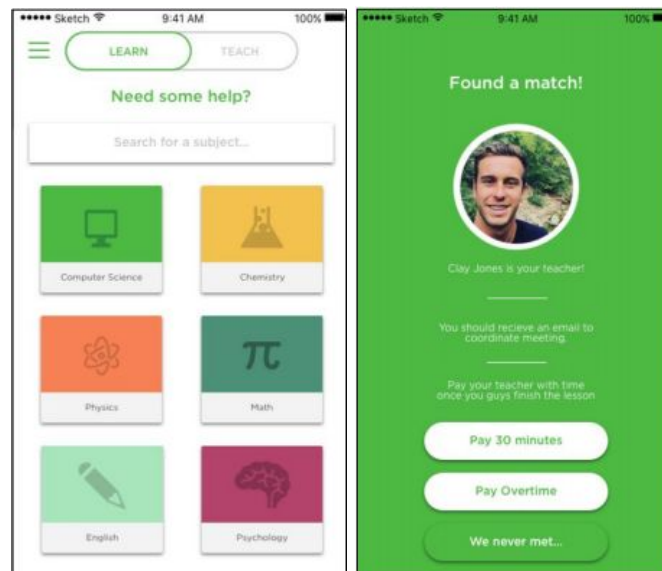 Sketch 9:41 AM 100%
LEARN TEACH
Need some help?
Search for a subject...
Computer Science Chemistry
π
Physics Math
English Psychology
Sketch 9:41 AM 100%
Found a match!
Clay Jones is your teacher!
You should recieve an email to
coordinate meeting.
Pay your teacher with time
once you guys finish the lesson
Pay 30 minutes
Pay Overtime
We never met...